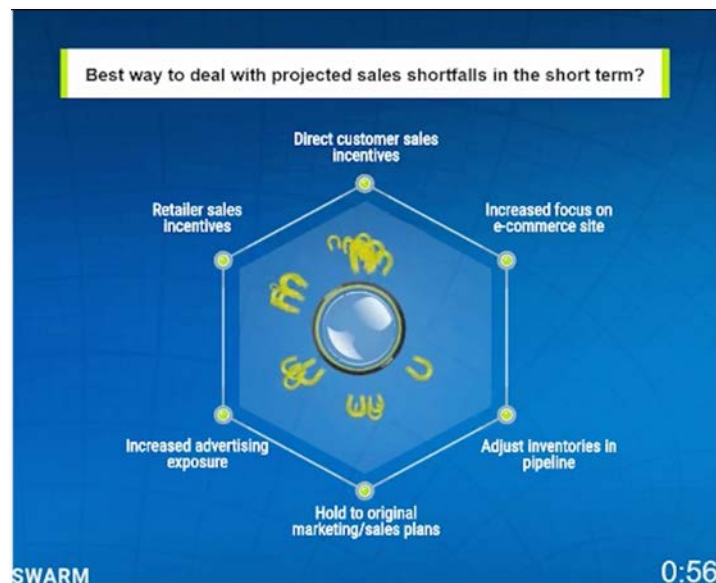 Best way to deal with projected sales shortfalls in the short term?
Direct customer sales
incentives
Retailer sales
incentives
Increased focus on
e-commerce site
Increased advertising
exposure
Adjust inventories in
pipeline
Hold to original
marketing/sales plans
SWARM
0:56